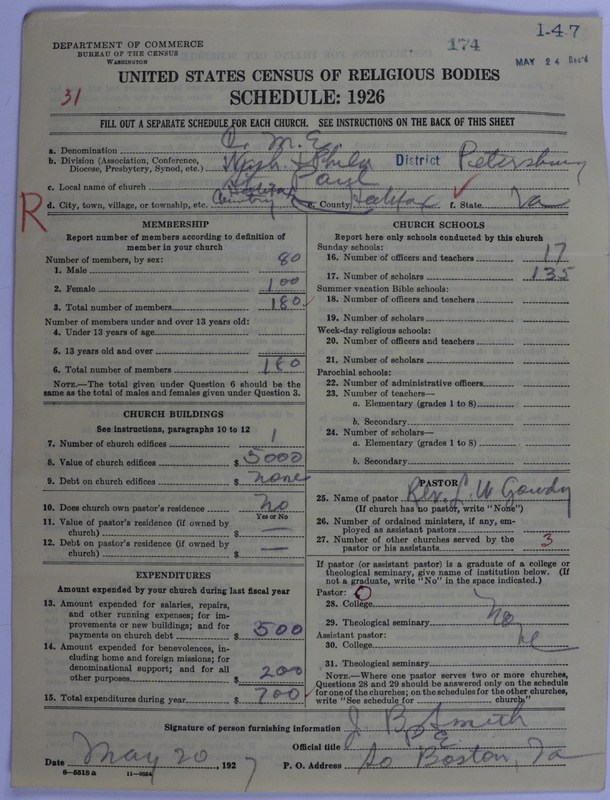 174
1-4-7
MAY 24 Rec'd
DEPARTMENT OF COMMERCE
BUREAU OF THE CENSUS
WASHINGTON
UNITED STATES CENSUS OF RELIGIOUS BODIES
31
SCHEDULE: 1926
FILL OUT A SEPARATE SCHEDULE FOR EACH CHURCH. SEE INSTRUCTIONS ON THE BACK OF THIS SHEET
a. Denomination C. M. E.
b. Division (Association, Conference, Diocese, Presbytery, Synod, etc.) Wash & Phila District Petersburg
c. Local name of church St Paul
d. City, town, village, or township, etc. Halifax Country e. County Halifax f. State Va
R
MEMBERSHIP
Report number of members according to definition of member in your church
Number of members, by sex:
1. Male 80
2. Female 100
3. Total number of members 180
Number of members under and over 13 years old:
4. Under 13 years of age
5. 13 years old and over
6. Total number of members 180
NOTE.—The total given under Question 6 should be the same as the total of males and females given under Question 3.
CHURCH BUILDINGS
See instructions, paragraphs 10 to 12
7. Number of church edifices 1
8. Value of church edifices $ 5000
9. Debt on church edifices $ none
10. Does church own pastor's residence No
Yes or No
11. Value of pastor's residence (if owned by church) $ —
12. Debt on pastor's residence (if owned by church) $ —
EXPENDITURES
Amount expended by your church during last fiscal year
13. Amount expended for salaries, repairs, and other running expenses; for improvements or new buildings; and for payments on church debt $ 500
14. Amount expended for benevolences, including home and foreign missions; for denominational support; and for all other purposes $ 200
15. Total expenditures during year $ 700
CHURCH SCHOOLS
Report here only schools conducted by this church
Sunday schools:
16. Number of officers and teachers 17
17. Number of scholars 135
Summer vacation Bible schools:
18. Number of officers and teachers
19. Number of scholars
Week-day religious schools:
20. Number of officers and teachers
21. Number of scholars
Parochial schools:
22. Number of administrative officers
23. Number of teachers—
a. Elementary (grades 1 to 8)
b. Secondary
24. Number of scholars—
a. Elementary (grades 1 to 8)
b. Secondary
PASTOR
25. Name of pastor Rev. L. W Goudy
(If church has no pastor, write "None")
26. Number of ordained ministers, if any, employed as assistant pastors
27. Number of other churches served by the pastor or his assistants 3
If pastor (or assistant pastor) is a graduate of a college or theological seminary, give name of institution below. (If not a graduate, write "No" in the space indicated.)
Pastor: O
28. College
29. Theological seminary None
Assistant pastor:
30. College
31. Theological seminary
NOTE.—Where one pastor serves two or more churches, Questions 28 and 29 should be answered only on the schedule for one of the churches; on the schedules for the other churches, write "See schedule for church."
Signature of person furnishing information J. B. Smith
Official title P E
Date May 20, 1927 P. O. Address So Boston, Va
8—5518 a 11—9034